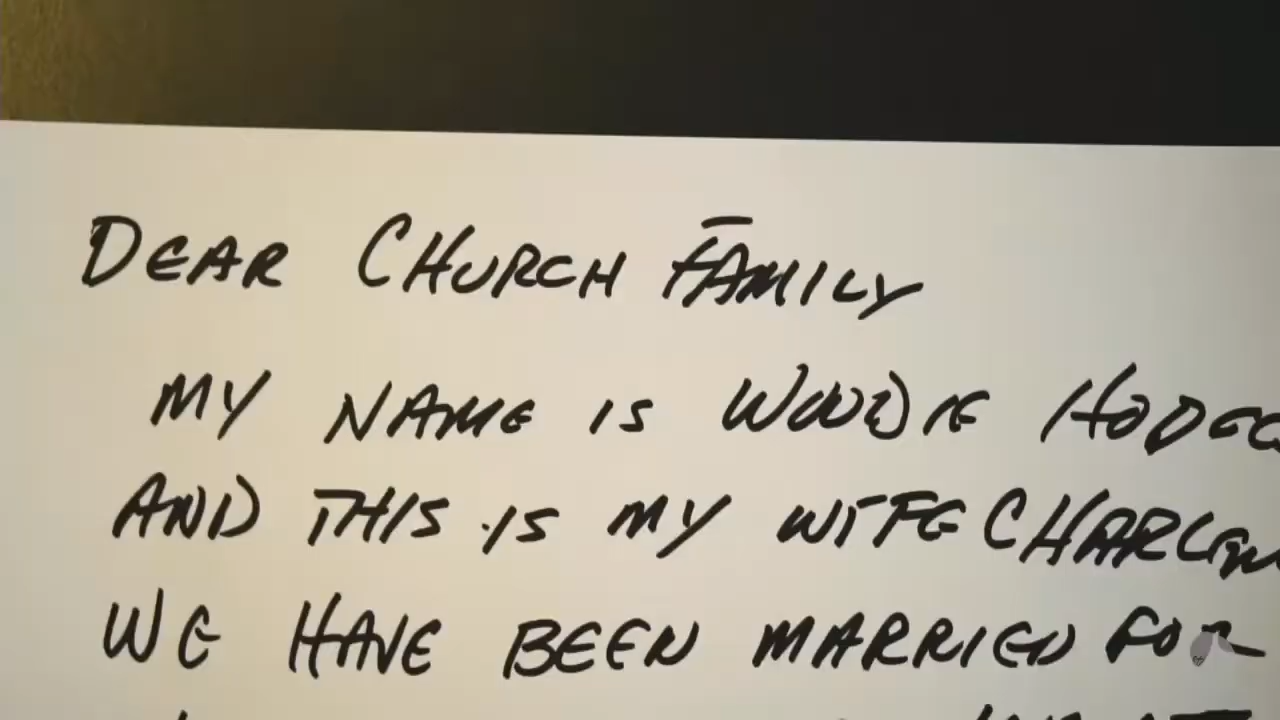 DEAR CHURCH FAMILY
MY NAME IS WOODIE
AND THIS IS MY WIFE
WE HAVE BEEN MARRIED FOR